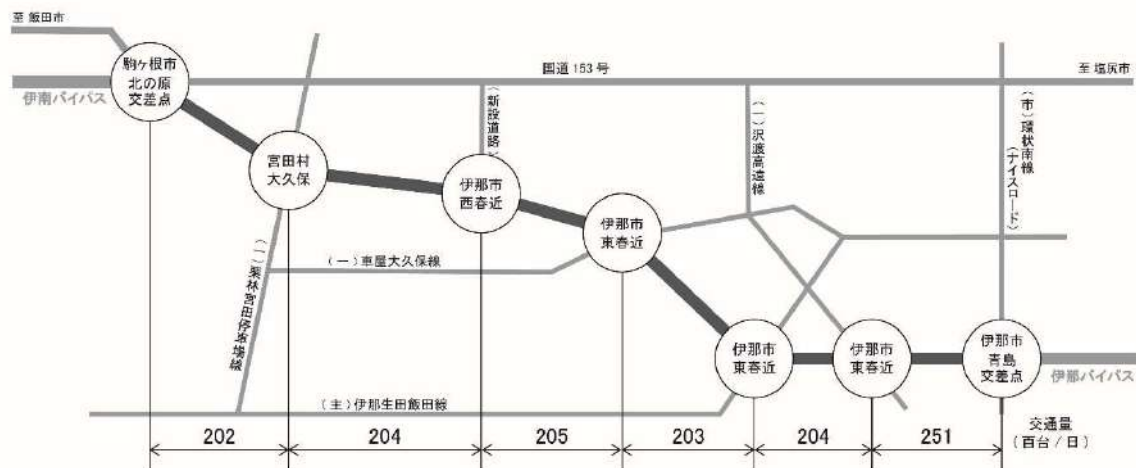 至 飯田市
駒ヶ根市
北の原
交差点
伊南バイパス
国道153号
至 塩尻市
宮田村
大久保
(新設道路)
伊那市
西春近
伊那市
東春近
(一)沢渡高遠線
(市)環状南線
(ナイスロード)
(一)栗林宮田停車場線
(一)車屋大久保線
伊那市
東春近
伊那市
東春近
伊那市
青島
交差点
伊那バイパス
(主)伊那生田飯田線
交通量
(百台/日)
202
204
205
203
204
251